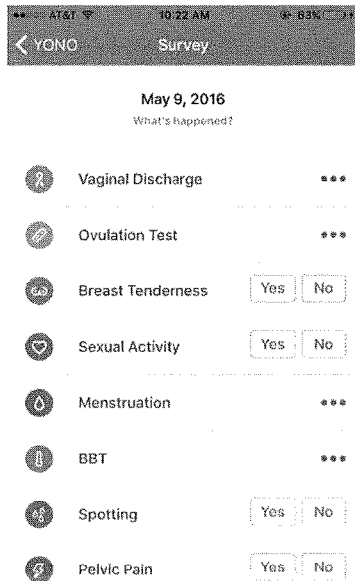 AT&T 10:22 AM 63%
YONO Survey
May 9, 2016
What's happened?
Vaginal Discharge
Ovulation Test
Breast Tenderness Yes No
Sexual Activity Yes No
Menstruation
BBT
Spotting Yes No
Pelvic Pain Yes No